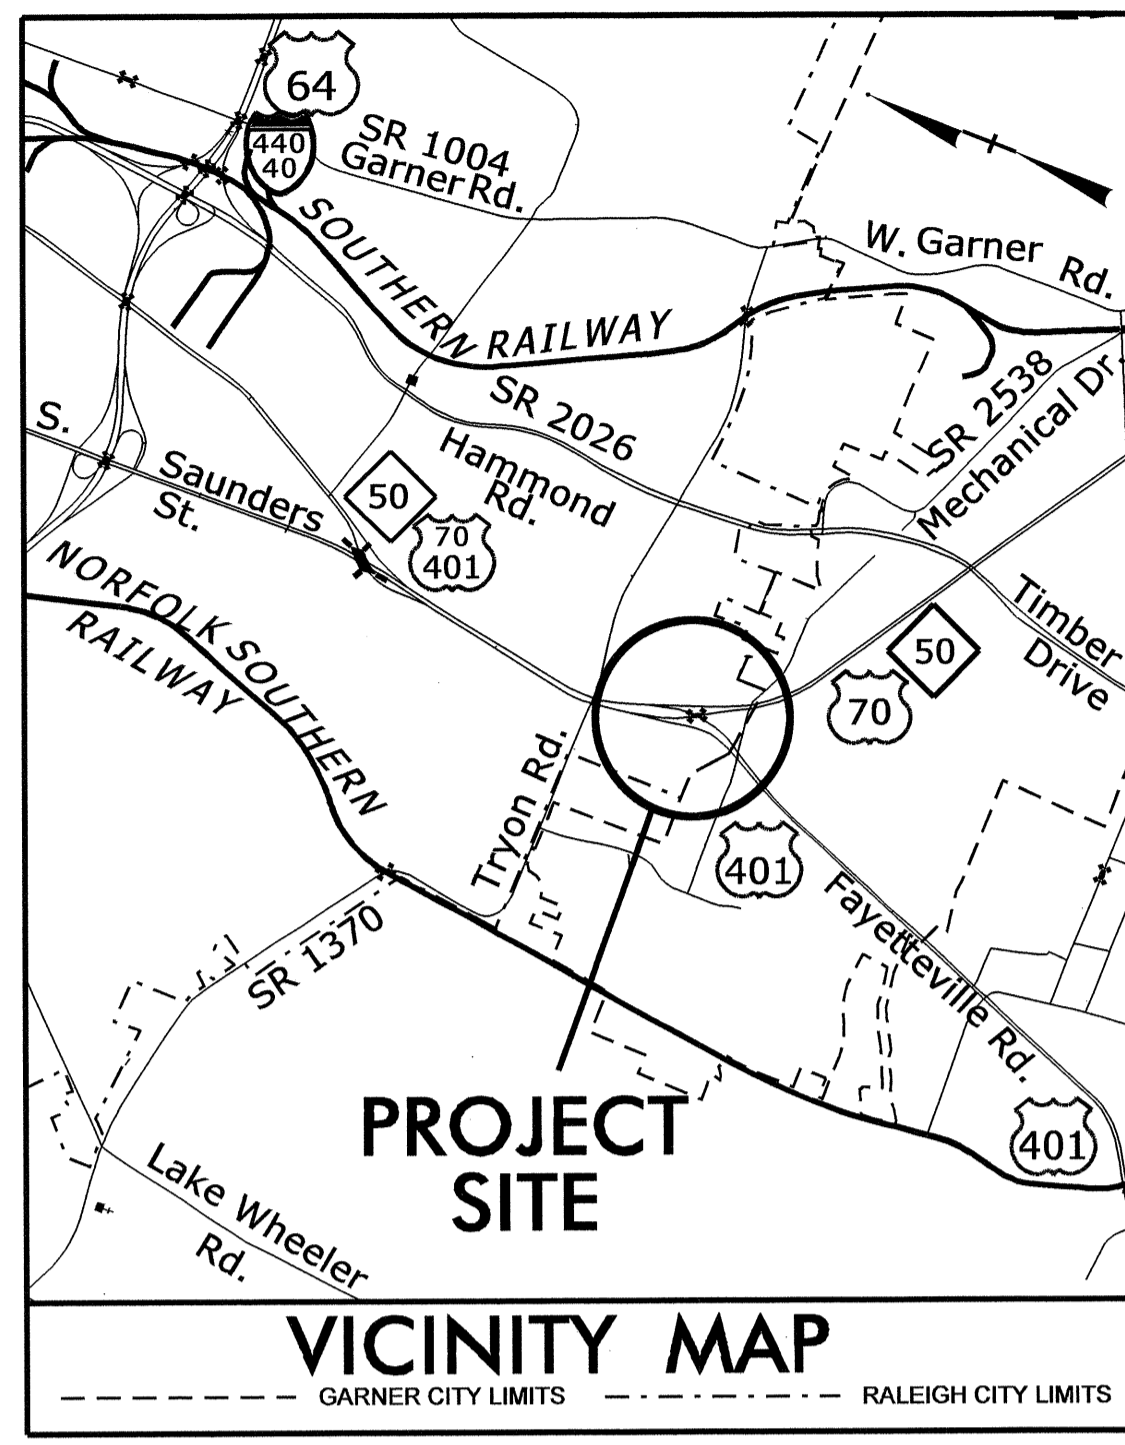 64
440
40
SR 1004
Garner Rd.
SOUTHERN RAILWAY
W. Garner Rd.
SR 2026
Hammond
Rd.
SR 2538
Mechanical Dr.
S. Saunders
St.
50
70
401
NORFOLK SOUTHERN
RAILWAY
Timber
Drive
50
70
Tryon Rd.
401
Fayetteville Rd.
SR 1370
401
PROJECT
SITE
Lake Wheeler
Rd.
VICINITY MAP
GARNER CITY LIMITS
RALEIGH CITY LIMITS